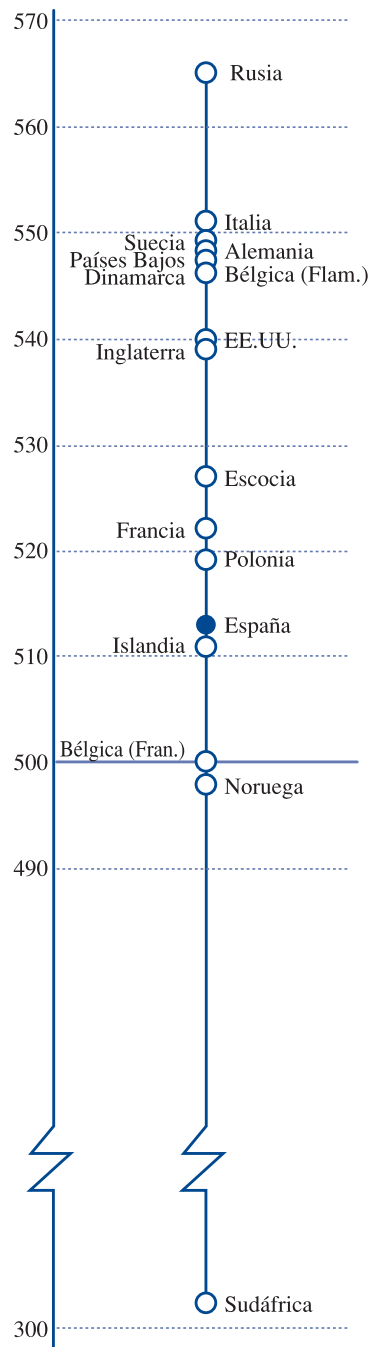 570
Rusia
560
Italia
550
Suecia
Alemania
Países Bajos
Bélgica (Flam.)
Dinamarca
540
EE.UU.
Inglaterra
530
Escocia
Francia
520
Polonia
España
Islandia
510
Bélgica (Fran.)
500
Noruega
490
Sudáfrica
300